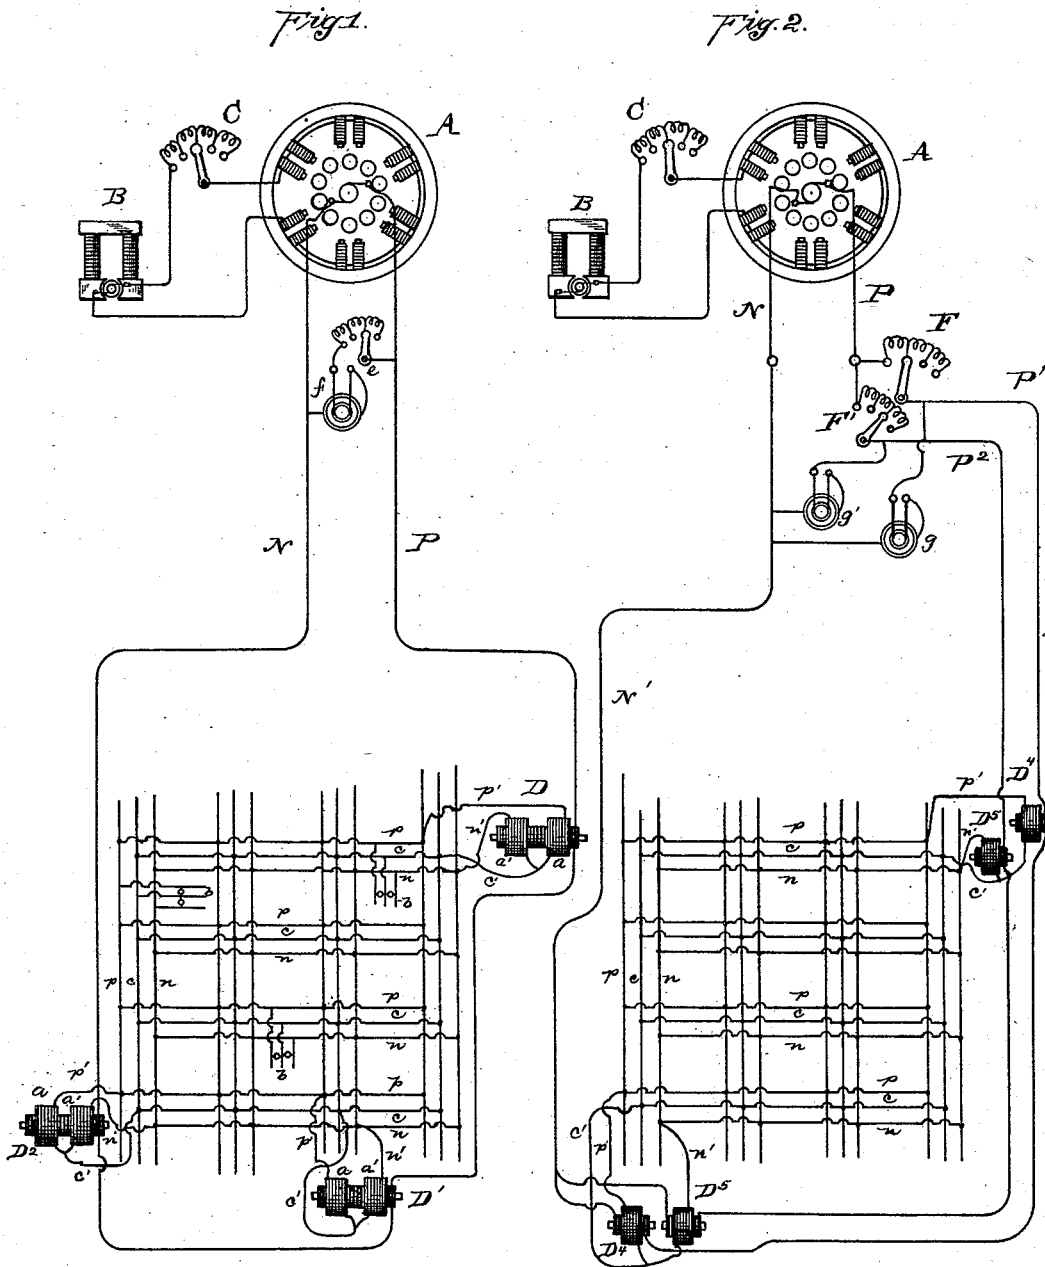 Fig. 1.
Fig. 2.
C
A
B
C
A
B
N
P
F
P'
e
f
F'
P²
g'
g
N
P
N'
D
p'
n'
p
c
a'
a
c'
n
b
p
c
n
p c n
p
c
n
b
p'
a
a'
n'
D2
c'
p
c
n
p'
n'
a
a'
c'
D'
D⁴
p'
D⁵
n'
c'
p
c
n
p c n
p
c
n
p
c
n
c'
p'
n'
D⁵
D4